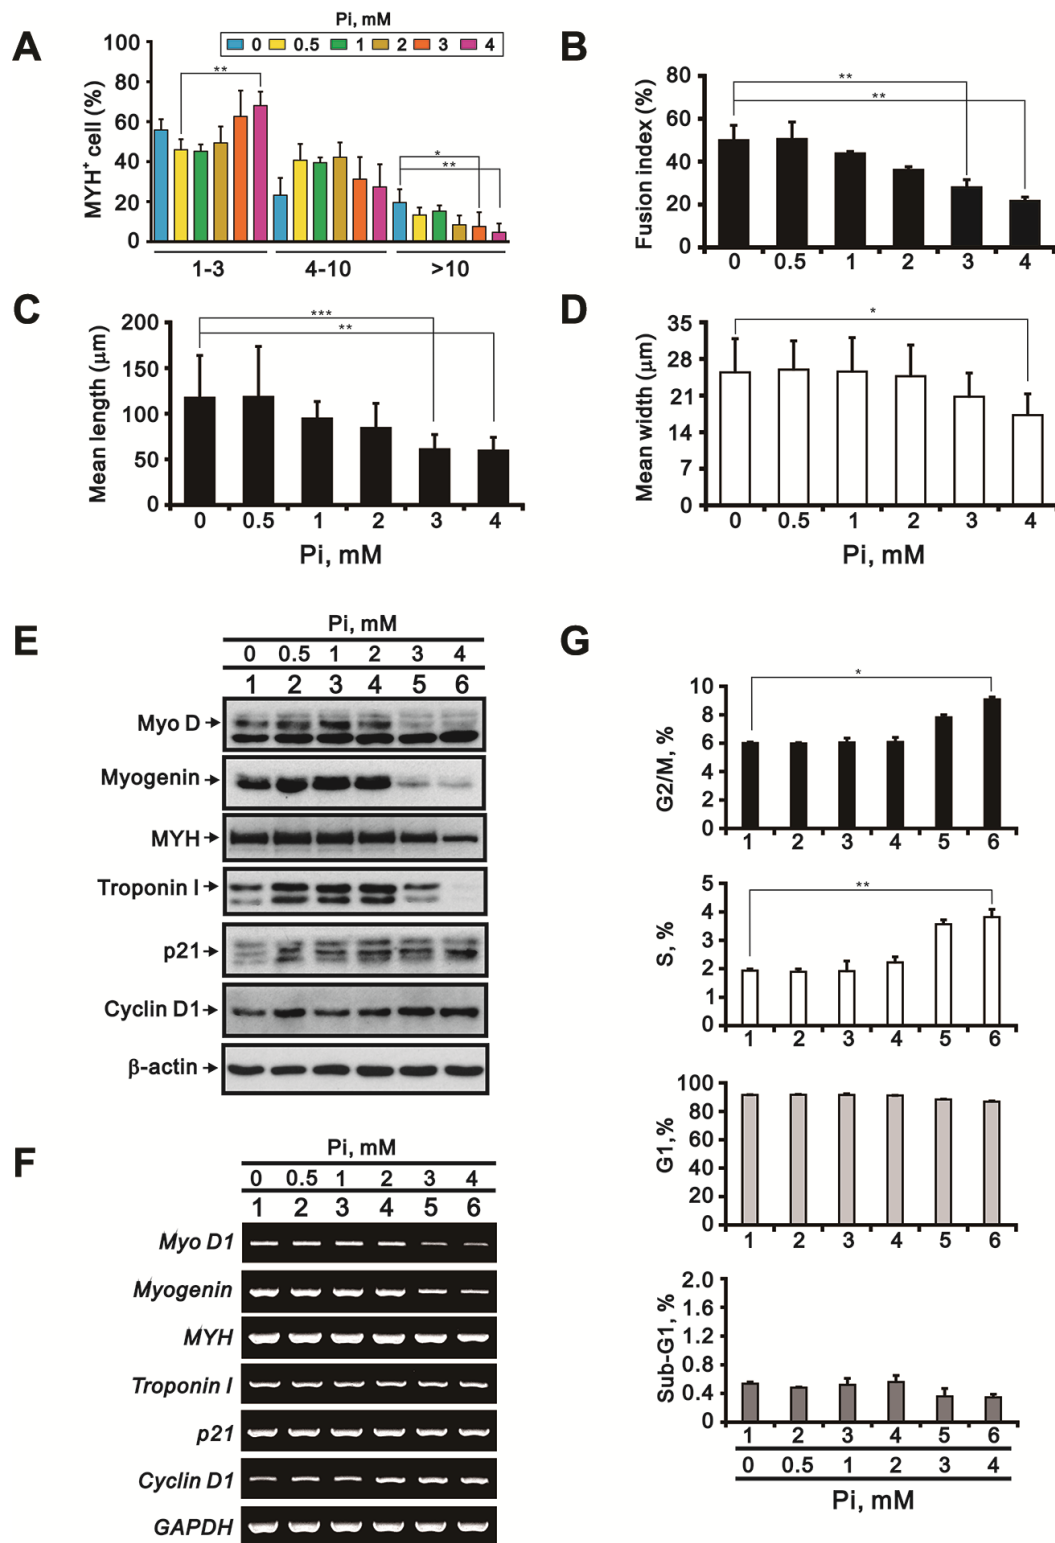 A
Pi, mM
0 0.5 1 2 3 4
MYH+ cell (%)
100
80
60
40
20
0
**
*
**
1-3 4-10 >10
B
Fusion index (%)
80
60
40
20
0
**
**
0 0.5 1 2 3 4
C
Mean length (μm)
200
150
100
50
0
***
**
0 0.5 1 2 3 4
Pi, mM
D
Mean width (μm)
35
28
21
14
7
0
*
0 0.5 1 2 3 4
Pi, mM
E
Pi, mM
0 0.5 1 2 3 4
1 2 3 4 5 6
Myo D
Myogenin
MYH
Troponin I
p21
Cyclin D1
β-actin
F
Pi, mM
0 0.5 1 2 3 4
1 2 3 4 5 6
Myo D1
Myogenin
MYH
Troponin I
p21
Cyclin D1
GAPDH
G
G2/M, %
10
8
6
4
2
0
*
1 2 3 4 5 6
S, %
5
4
3
2
1
0
**
1 2 3 4 5 6
G1,%
100
80
60
40
20
0
1 2 3 4 5 6
Sub-G1, %
2.0
1.6
1.2
0.8
0.4
0
1 2 3 4 5 6
0 0.5 1 2 3 4
Pi, mM